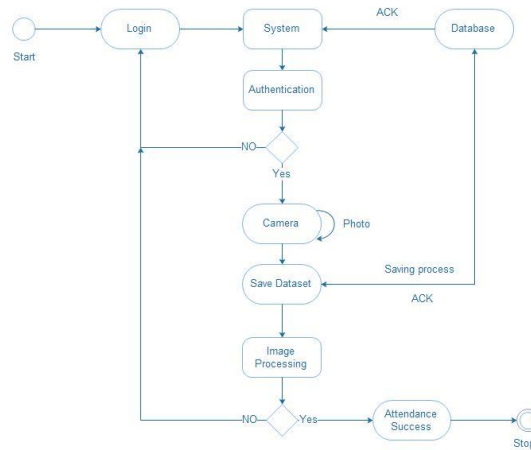 ACK
Login
System
Database
Start
Authentication
NO
Yes
Camera
Photo
Saving process
Save Dataset
ACK
Image
Processing
NO
Yes
Attendance
Success
Stop